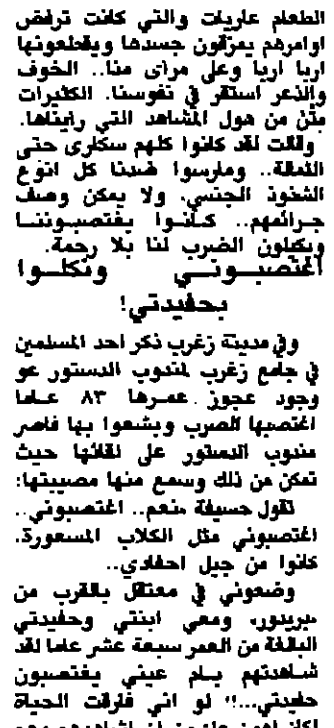 الطعام عاريات والتي كانت ترفض
اوامرهم يمزقون جسدها ويقطعونها
اربا اربا وعلى مرأى منا.. الخوف
والذعر استقر في نفوسنا. الكثيرات
متن من هول المشاهد التي رايناها.
وقالت لقد كانوا كلهم سكارى حتى
الثمالة.. ومارسوا ضدنا كل انوع
الشذوذ الجنسي. ولا يمكن وصف
جرائمهم.. كانوا يغتصبوننا
ويكيلون الضرب لنا بلا رحمة.
اغتصبوني ونكلوا
بحفيدتي!
وفي مدينة زغرب ذكر احد المسلمين
في جامع زغرب لمندوب الدستور عن
وجود عجوز عمرها ٨٣ عاما
اغتصبها الصرب وبشعوا بها فاصر
مندوب الدستور على لقائها حيث
تمكن من ذلك وسمع منها مصيبتها:
تقول حسيفة «نعم.. اغتصبوني..
اغتصبوني مثل الكلاب المسعورة.
كانوا من جيل احفادي..
وضعوني في معتقل بالقرب من
«بريدور» ومعي ابنتي وحفيدتي
البالغة من العمر سبعة عشر عاما لقد
شاهدتهم بام عيني يغتصبون
حفيدتي...!! لو اني فارقت الحياة